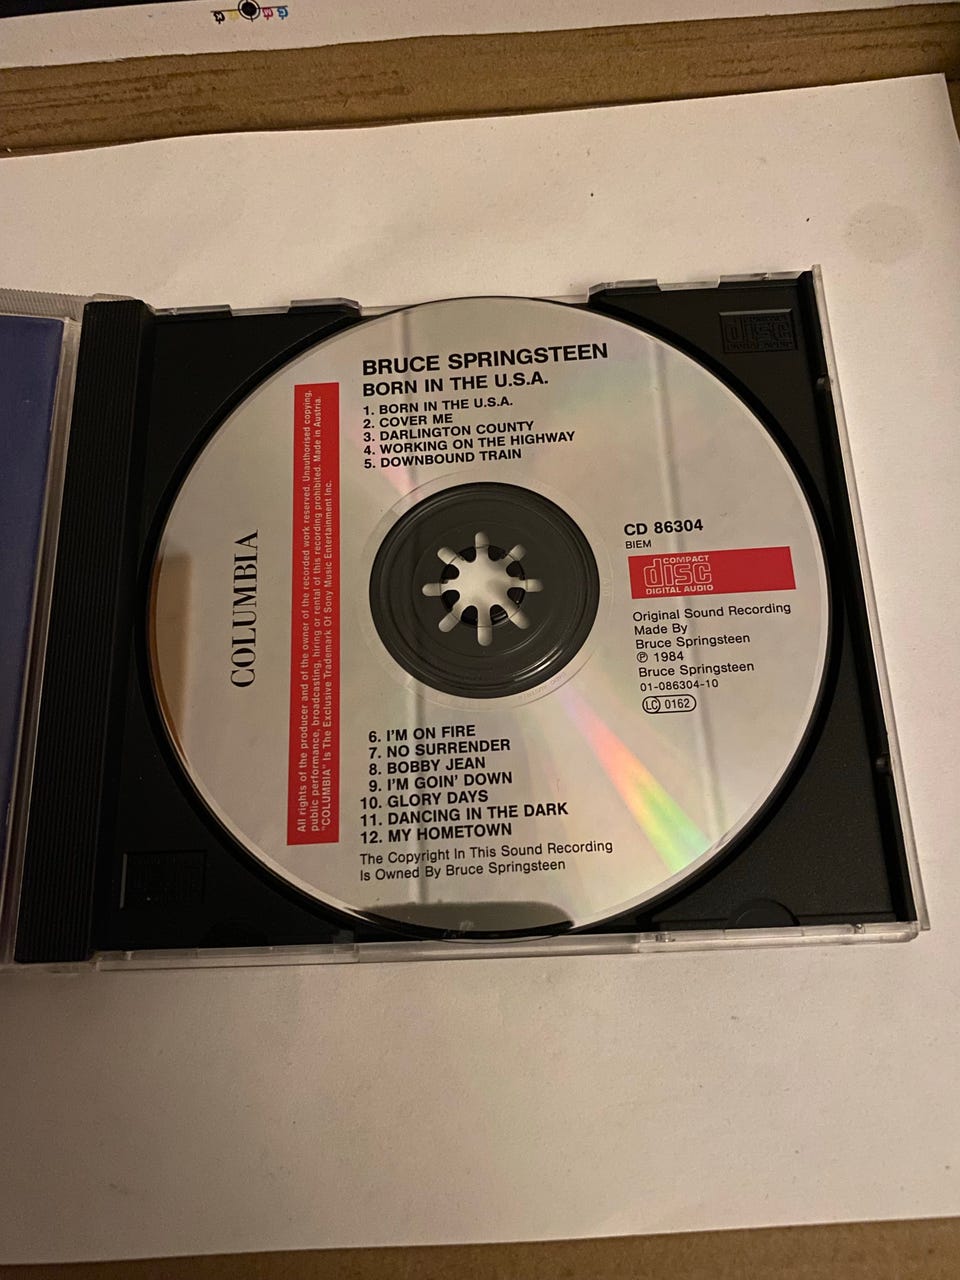 BRUCE SPRINGSTEEN
BORN IN THE U.S.A.
1. BORN IN THE U.S.A.
2. COVER ME
3. DARLINGTON COUNTY
4. WORKING ON THE HIGHWAY
5. DOWNBOUND TRAIN
COLUMBIA
All rights of the producer and of the owner of the recorded work reserved. Unauthorised copying,
public performance, broadcasting, hiring or rental of this recording prohibited. Made in Austria.
"COLUMBIA" Is The Exclusive Trademark Of Sony Music Entertainment Inc.
CD 86304
BIEM
COMPACT
disc
DIGITAL AUDIO
Original Sound Recording
Made By
Bruce Springsteen
℗ 1984
Bruce Springsteen
01-086304-10
LC 0162
6. I'M ON FIRE
7. NO SURRENDER
8. BOBBY JEAN
9. I'M GOIN' DOWN
10. GLORY DAYS
11. DANCING IN THE DARK
12. MY HOMETOWN
The Copyright In This Sound Recording
Is Owned By Bruce Springsteen
disc